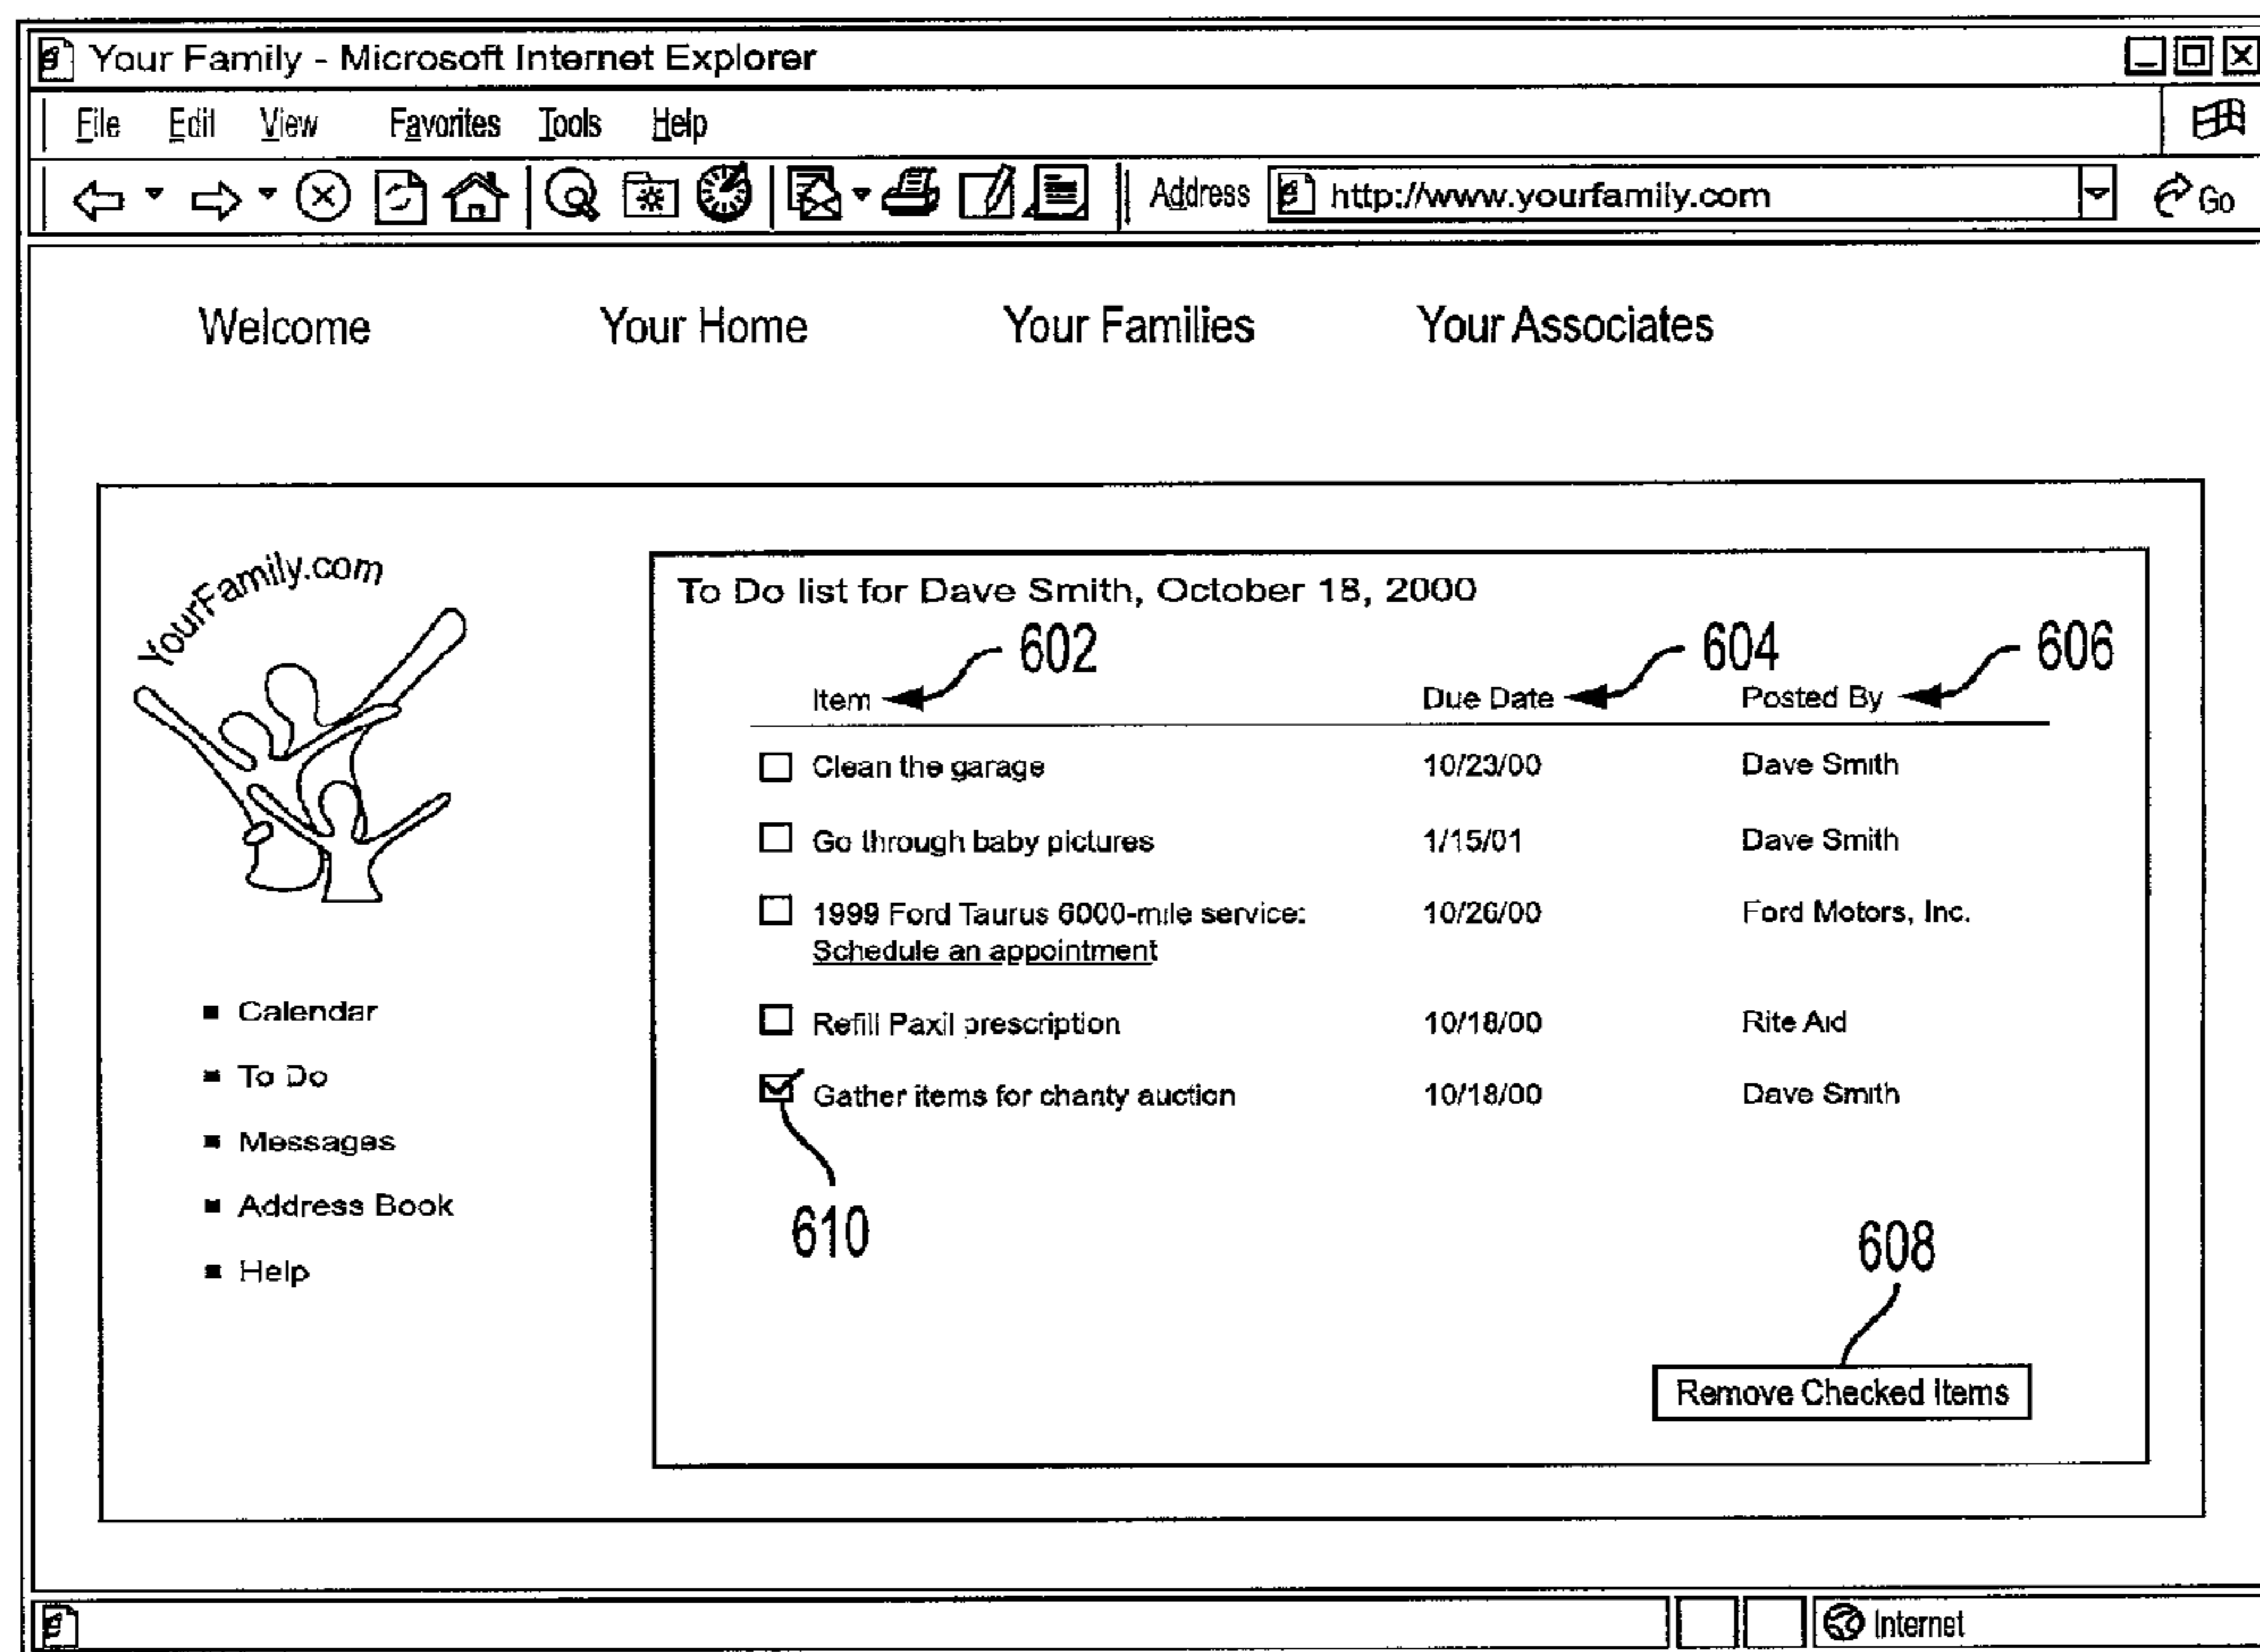 Your Family - Microsoft Internet Explorer
File Edit View Favorites Tools Help
Address http://www.yourfamily.com Go
Welcome Your Home Your Families Your Associates
YourFamily.com
To Do list for Dave Smith, October 18, 2000
602 604 606
Item Due Date Posted By
Clean the garage 10/23/00 Dave Smith
Go through baby pictures 1/15/01 Dave Smith
1999 Ford Taurus 6000-mile service: 10/26/00 Ford Motors, Inc.
Schedule an appointment
Refill Paxil prescription 10/18/00 Rite Aid
Gather items for charity auction 10/18/00 Dave Smith
610
608
Remove Checked Items
Calendar
To Do
Messages
Address Book
Help
Internet